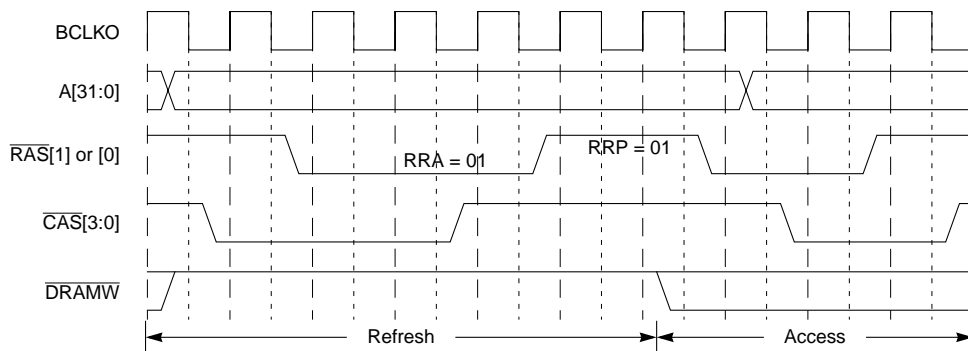 BCLKO
A[31:0]
RAS[1] or [0]
RRA = 01
RRP = 01
CAS[3:0]
DRAMW
Refresh
Access